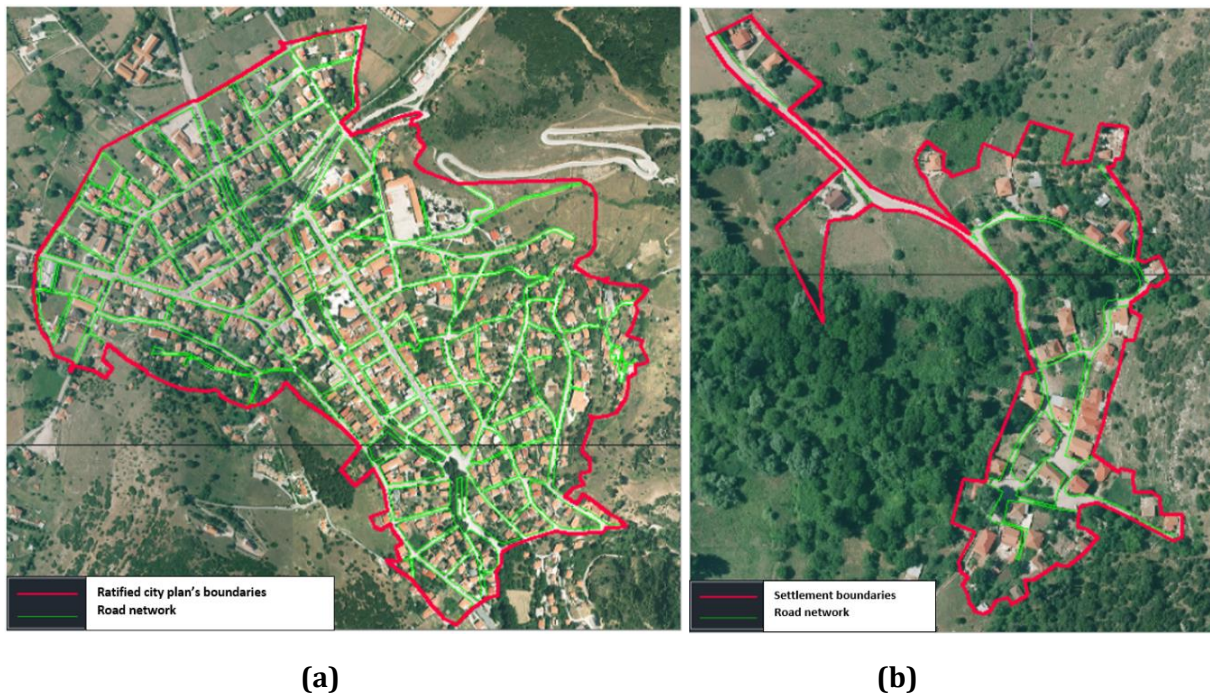 Ratified city plan's boundaries
Road network
Settlement boundaries
Road network
(a)
(b)